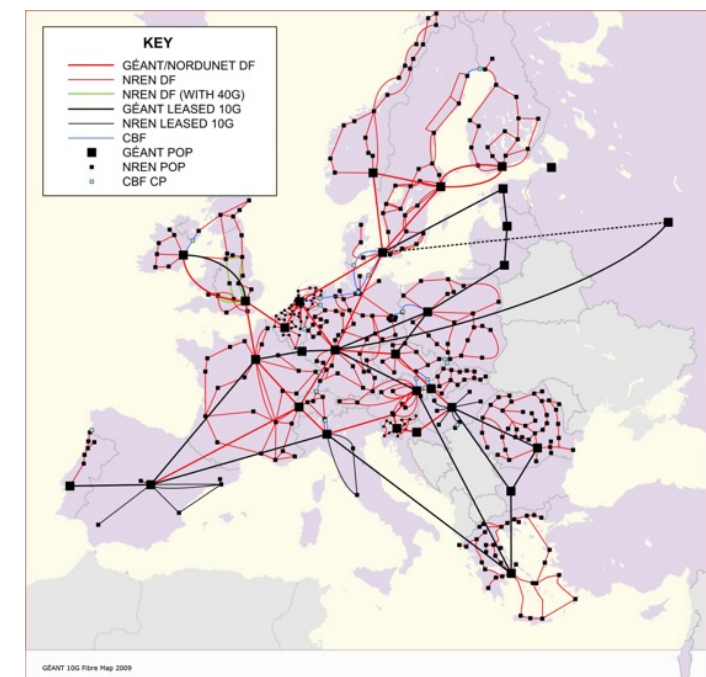 KEY
GÉANT/NORDUNET DF
NREN DF
NREN DF (WITH 40G)
GÉANT LEASED 10G
NREN LEASED 10G
CBF
GÉANT POP
NREN POP
CBF CP
GÉANT 10G Fibre Map 2009